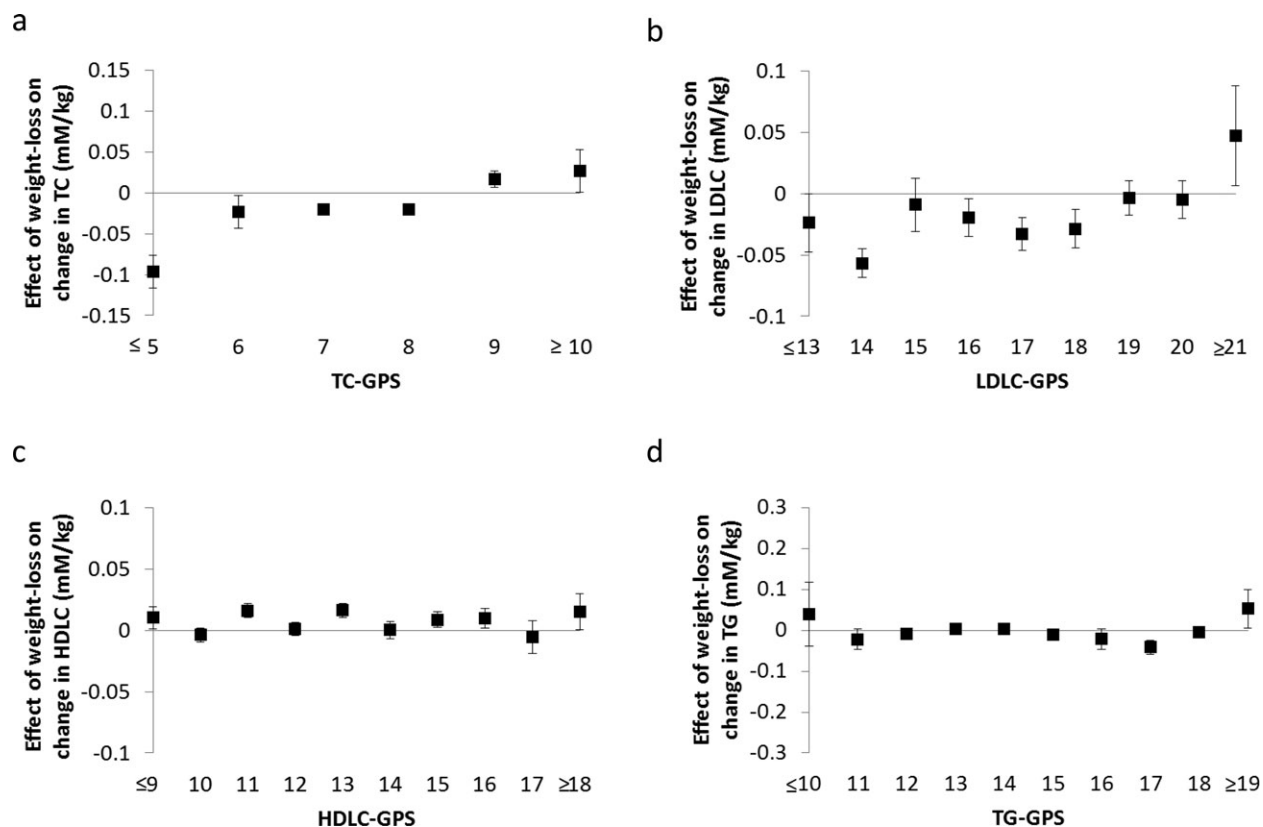 a
Effect of weight-loss on
change in TC (mM/kg)
0.15
0.1
0.05
0
-0.05
-0.1
-0.15
≤ 5 6 7 8 9 ≥ 10
TC-GPS
b
Effect of weight-loss on
change in LDLC (mM/kg)
0.1
0.05
0
-0.05
-0.1
≤13 14 15 16 17 18 19 20 ≥21
LDLC-GPS
c
Effect of weight-loss on
change in HDLC (mM/kg)
0.1
0.05
0
-0.05
-0.1
≤9 10 11 12 13 14 15 16 17 ≥18
HDLC-GPS
d
Effect of weight-loss on
change in TG (mM/kg)
0.3
0.2
0.1
0
-0.1
-0.2
-0.3
≤10 11 12 13 14 15 16 17 18 ≥19
TG-GPS